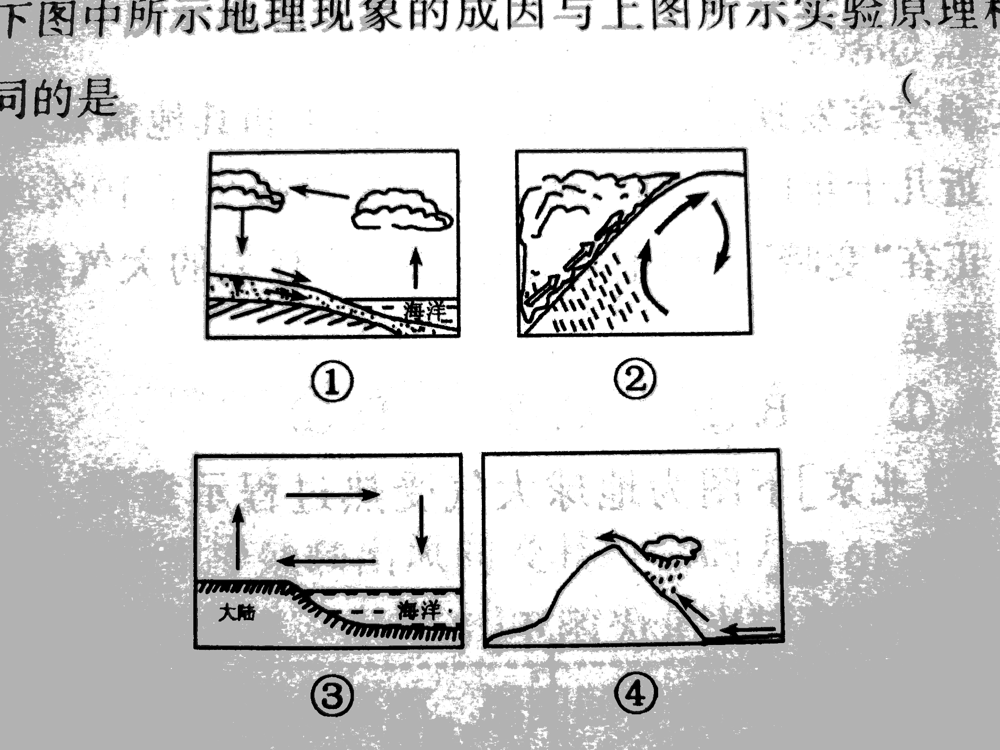 下图中所示地理现象的成因与上图所示实验原理相
同的是 (
海洋
① ②
大陆 海洋
③ ④